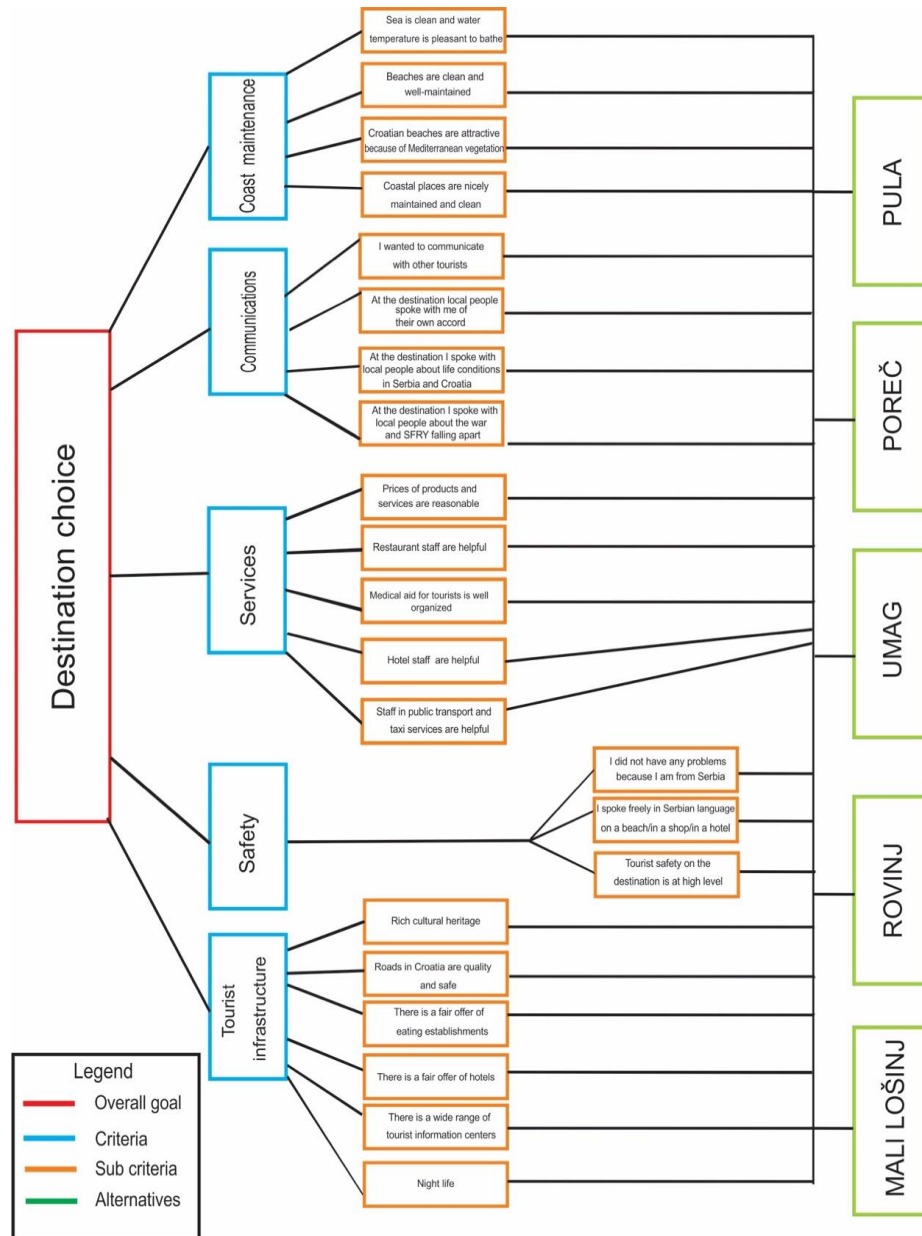 Destination choice
Coast maintenance
Communications
Services
Safety
Tourist
infrastructure
Sea is clean and water
temperature is pleasant to bathe
Beaches are clean and
well-maintained
Croatian beaches are attractive
because of Mediterranean vegetation
Coastal places are nicely
maintained and clean
I wanted to communicate
with other tourists
At the destination local people
spoke with me of
their own accord
At the destination I spoke with
local people about life conditions
in Serbia and Croatia
At the destination I spoke with
local people about the war
and SFRY falling apart
Prices of products and
services are reasonable
Restaurant staff are helpful
Medical aid for tourists is well
organized
Hotel staff are helpful
Staff in public transport and
taxi services are helpful
I did not have any problems
because I am from Serbia
I spoke freely in Serbian language
on a beach/in a shop/in a hotel
Tourist safety on the
destination is at high level
Rich cultural heritage
Roads in Croatia are quality
and safe
There is a fair offer of
eating establishments
There is a fair offer of hotels
There is a wide range of
tourist information centers
Night life
PULA
POREČ
UMAG
ROVINJ
MALI LOŠINJ
Legend
Overall goal
Criteria
Sub criteria
Alternatives